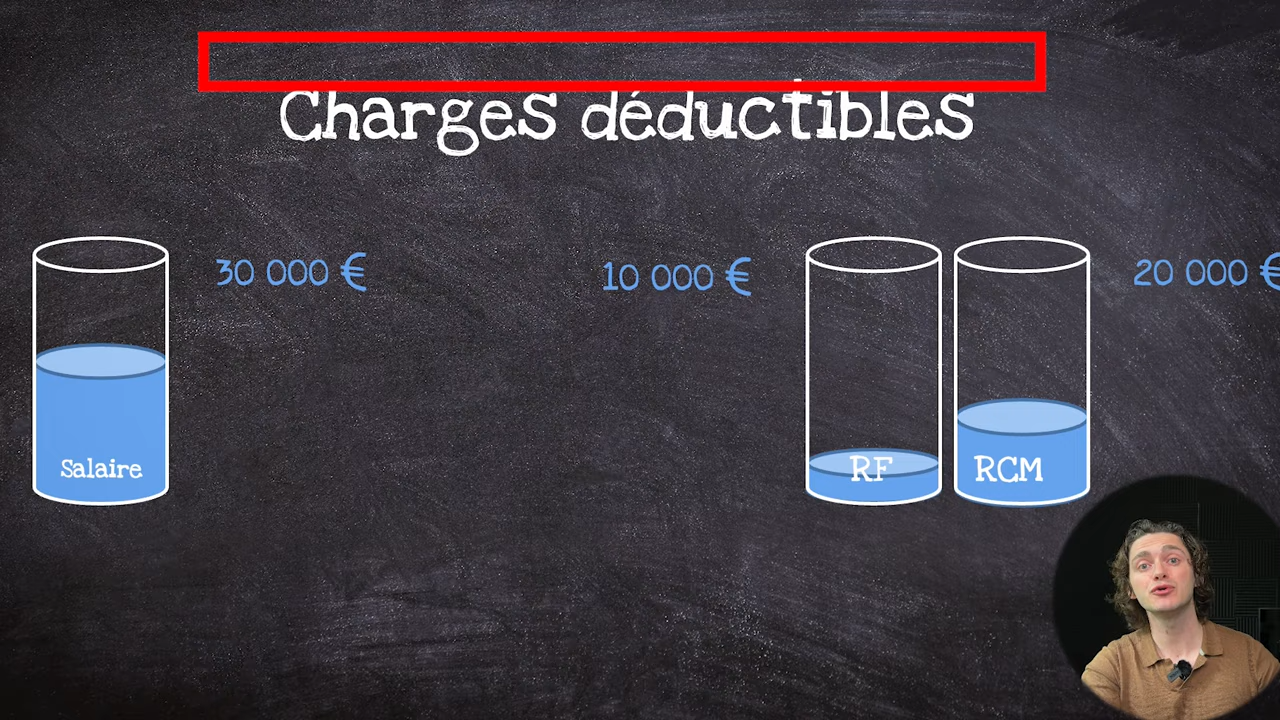 Charges déductibles
30 000 €
10 000 €
20 000 €
Salaire
RF
RCM